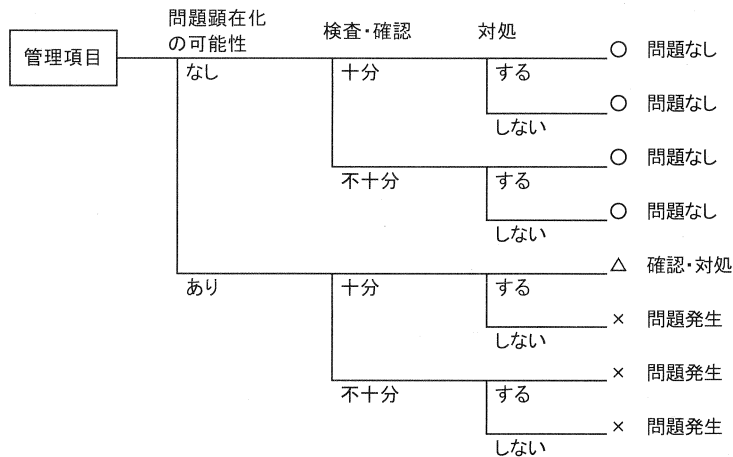 問題顕在化
の可能性
検査・確認
対処
管理項目
○ 問題なし
なし
十分
する
○ 問題なし
しない
○ 問題なし
不十分
する
○ 問題なし
しない
△ 確認・対処
あり
十分
する
× 問題発生
しない
× 問題発生
不十分
する
× 問題発生
しない